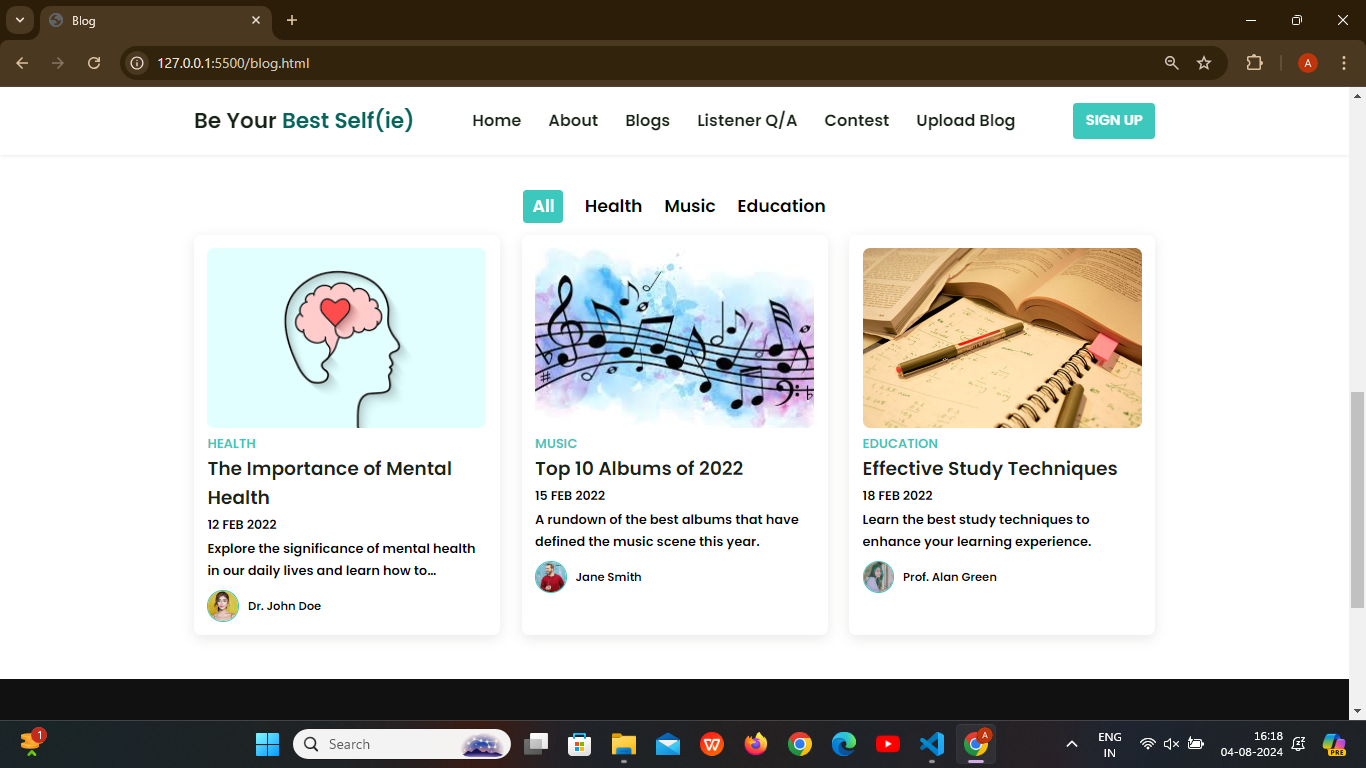 Blog
127.0.0.1:5500/blog.html
A
Be Your Best Self(ie)
Home
About
Blogs
Listener Q/A
Contest
Upload Blog
SIGN UP
All
Health
Music
Education
HEALTH
The Importance of Mental
Health
12 FEB 2022
Explore the significance of mental health
in our daily lives and learn how to...
Dr. John Doe
MUSIC
Top 10 Albums of 2022
15 FEB 2022
A rundown of the best albums that have
defined the music scene this year.
Jane Smith
EDUCATION
Effective Study Techniques
18 FEB 2022
Learn the best study techniques to
enhance your learning experience.
Prof. Alan Green
1
Search
W
A
ENG
IN
16:18
04-08-2024
PRE